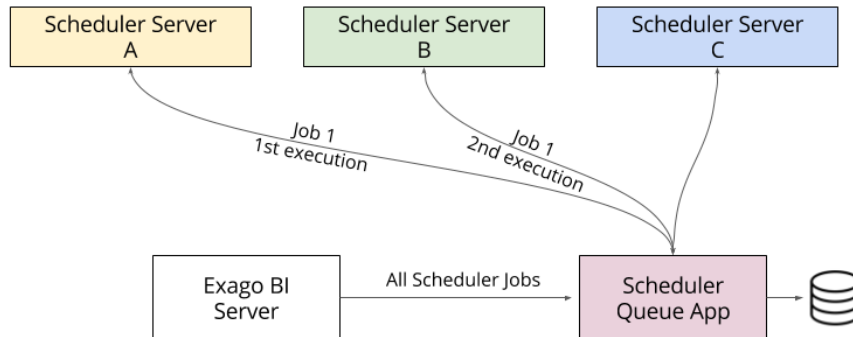 Scheduler Server
A
Scheduler Server
B
Scheduler Server
C
Job 1
1st execution
Job 1
2nd execution
Exago BI
Server
All Scheduler Jobs
Scheduler
Queue App